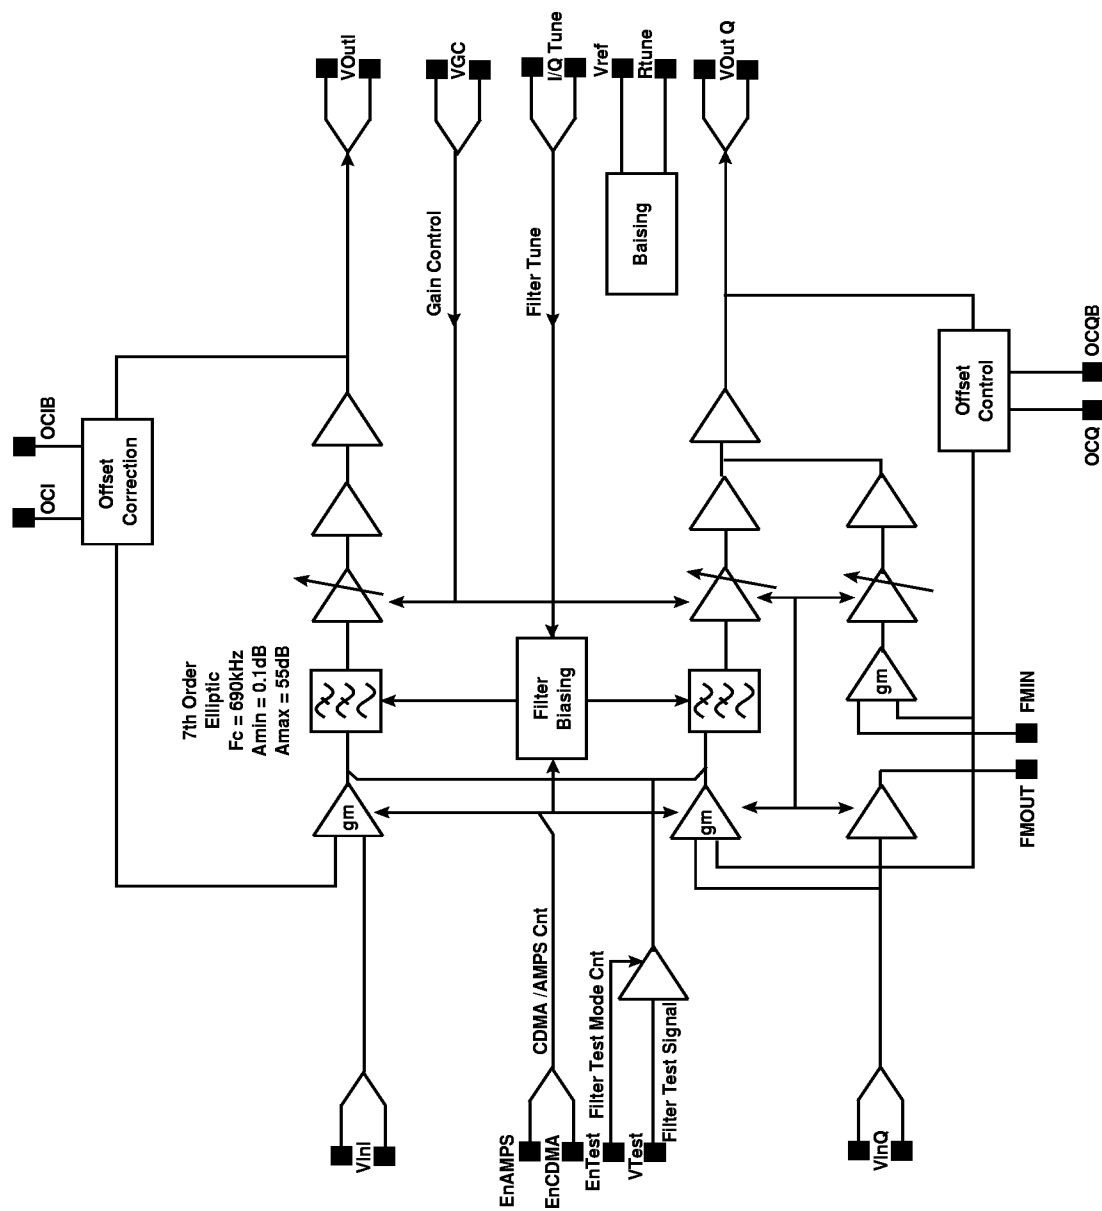 VOutI
VGC
I/Q Tune
Vref
Rtune
VOut Q
Gain Control
Filter Tune
Baising
OCIB
OCI
Offset
Correction
Offset
Control
OCQB
OCQ
7th Order
Elliptic
Fc = 690kHz
Amin = 0.1dB
Amax = 55dB
Filter
Biasing
gm
gm
gm
FMIN
FMOUT
CDMA /AMPS Cnt
Filter Test Mode Cnt
Filter Test Signal
VInI
EnAMPS
EnCDMA
EnTest
VTest
VInQ